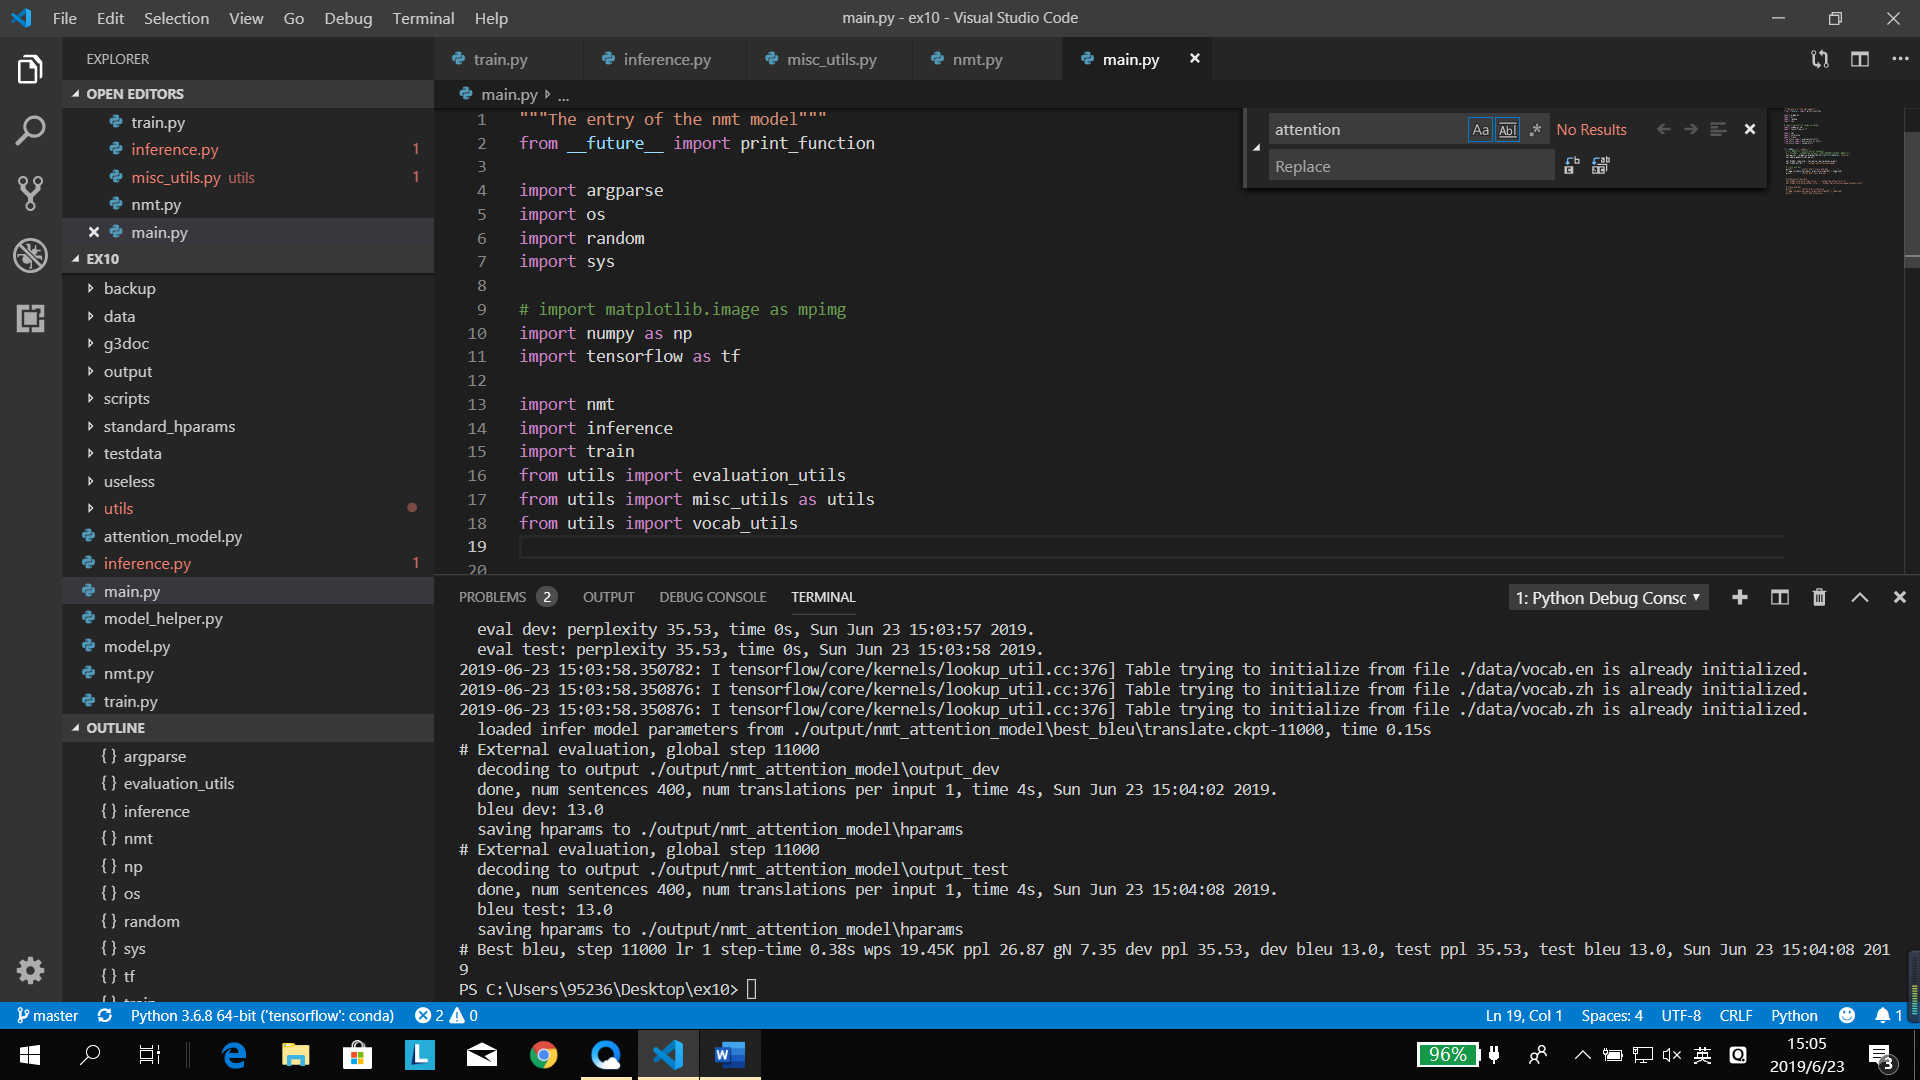 File Edit Selection View Go Debug Terminal Help
main.py - ex10 - Visual Studio Code
EXPLORER
OPEN EDITORS
train.py
inference.py 1
misc_utils.py utils 1
nmt.py
main.py
EX10
backup
data
g3doc
output
scripts
standard_hparams
testdata
useless
utils
attention_model.py
inference.py 1
main.py
model_helper.py
model.py
nmt.py
train.py
OUTLINE
{ } argparse
{ } evaluation_utils
{ } inference
{ } nmt
{ } np
{ } os
{ } random
{ } sys
{ } tf
train.py inference.py misc_utils.py nmt.py main.py
main.py ...
1 """The entry of the nmt model"""
2 from __future__ import print_function
3
4 import argparse
5 import os
6 import random
7 import sys
8
9 # import matplotlib.image as mpimg
10 import numpy as np
11 import tensorflow as tf
12
13 import nmt
14 import inference
15 import train
16 from utils import evaluation_utils
17 from utils import misc_utils as utils
18 from utils import vocab_utils
19
20
attention Aa Abl .* No Results
Replace
PROBLEMS 2 OUTPUT DEBUG CONSOLE TERMINAL
1: Python Debug Consc
eval dev: perplexity 35.53, time 0s, Sun Jun 23 15:03:57 2019.
eval test: perplexity 35.53, time 0s, Sun Jun 23 15:03:58 2019.
2019-06-23 15:03:58.350782: I tensorflow/core/kernels/lookup_util.cc:376] Table trying to initialize from file ./data/vocab.en is already initialized.
2019-06-23 15:03:58.350876: I tensorflow/core/kernels/lookup_util.cc:376] Table trying to initialize from file ./data/vocab.zh is already initialized.
2019-06-23 15:03:58.350876: I tensorflow/core/kernels/lookup_util.cc:376] Table trying to initialize from file ./data/vocab.zh is already initialized.
loaded infer model parameters from ./output/nmt_attention_model\best_bleu\translate.ckpt-11000, time 0.15s
# External evaluation, global step 11000
decoding to output ./output/nmt_attention_model\output_dev
done, num sentences 400, num translations per input 1, time 4s, Sun Jun 23 15:04:02 2019.
bleu dev: 13.0
saving hparams to ./output/nmt_attention_model\hparams
# External evaluation, global step 11000
decoding to output ./output/nmt_attention_model\output_test
done, num sentences 400, num translations per input 1, time 4s, Sun Jun 23 15:04:08 2019.
bleu test: 13.0
saving hparams to ./output/nmt_attention_model\hparams
# Best bleu, step 11000 lr 1 step-time 0.38s wps 19.45K ppl 26.87 gN 7.35 dev ppl 35.53, dev bleu 13.0, test ppl 35.53, test bleu 13.0, Sun Jun 23 15:04:08 201
9
PS C:\Users\95236\Desktop\ex10>
master Python 3.6.8 64-bit ('tensorflow': conda) 2 0 Ln 19, Col 1 Spaces: 4 UTF-8 CRLF Python 1
96% 英 15:05
2019/6/23 3